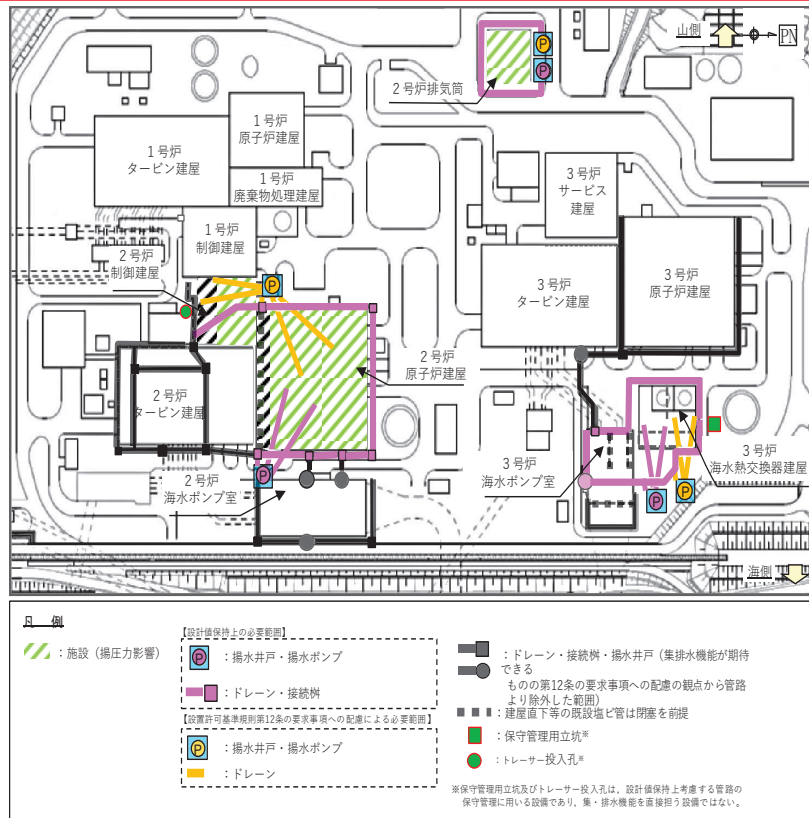 山側
PN
P
P
2号炉排気筒
1号炉
原子炉建屋
1号炉
タービン建屋
1号炉
廃棄物処理建屋
3号炉
サービス
建屋
1号炉
制御建屋
2号炉
制御建屋
P
3号炉
タービン建屋
3号炉
原子炉建屋
2号炉
原子炉建屋
2号炉
タービン建屋
P
2号炉
海水ポンプ室
3号炉
海水ポンプ室
3号炉
海水熱交換器建屋
P
P
海側
凡 例
：施設（揚圧力影響）
【設計値保持上の必要範囲】
P
：揚水井戸・揚水ポンプ
：ドレーン・接続桝
【設置許可基準規則第12条の要求事項への配慮による必要範囲】
P
：揚水井戸・揚水ポンプ
：ドレーン
：ドレーン・接続桝・揚水井戸（集排水機能が期待
できる
ものの第12条の要求事項への配慮の観点から管路
より除外した範囲）
：建屋直下等の既設塩ビ管は閉塞を前提
：保守管理用立坑※
：トレーサー投入孔※
※保守管理用立坑及びトレーサー投入孔は、設計値保持上考慮する管路の
保守管理に用いる設備であり、集・排水機能を直接担う設備ではない。